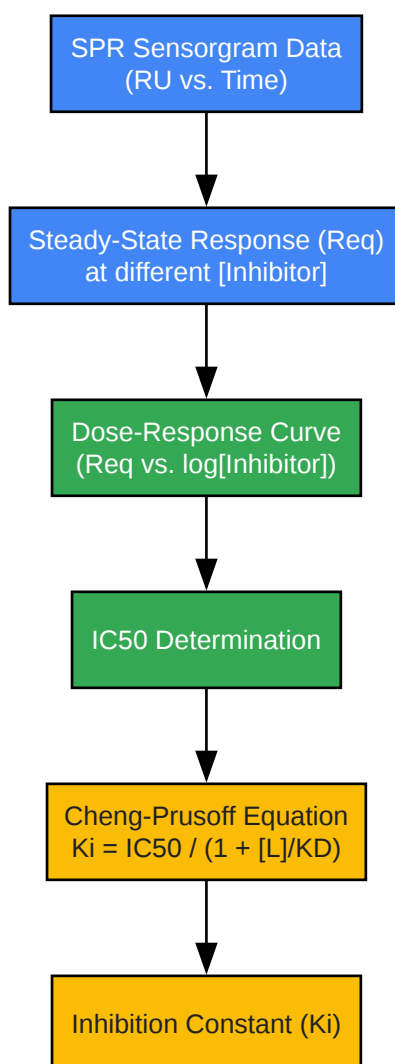 SPR Sensorgram Data
(RU vs. Time)
Steady-State Response (Req)
at different [Inhibitor]
Dose-Response Curve
(Req vs. log[Inhibitor])
IC50 Determination
Cheng-Prusoff Equation
Ki = IC50 / (1 + [L]/KD)
Inhibition Constant (Ki)